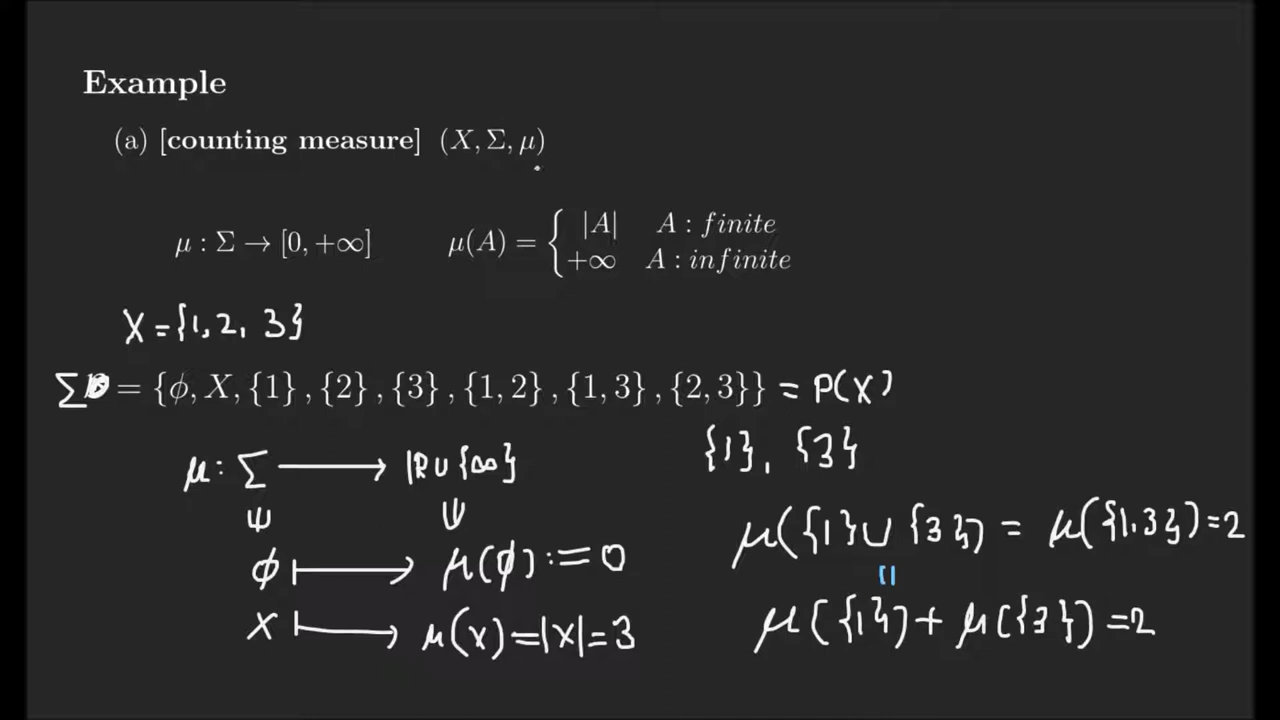 Example
(a) [counting measure] (X, Σ, μ)
μ : Σ → [0, +∞] μ(A) = { |A| A : finite
+∞ A : infinite
X = {1, 2, 3}
Σ = {ϕ, X, {1} , {2} , {3} , {1, 2} , {1, 3} , {2, 3}} = P(X)
{1}, {3}
μ : Σ ⟶ ℝ ∪ {∞}
Ψ Ψ
ϕ ⟼ μ(ϕ) := 0
X ⟼ μ(X) = |X| = 3
μ({1} ∪ {3}) = μ({1,3}) = 2
||
μ({1}) + μ({3}) = 2